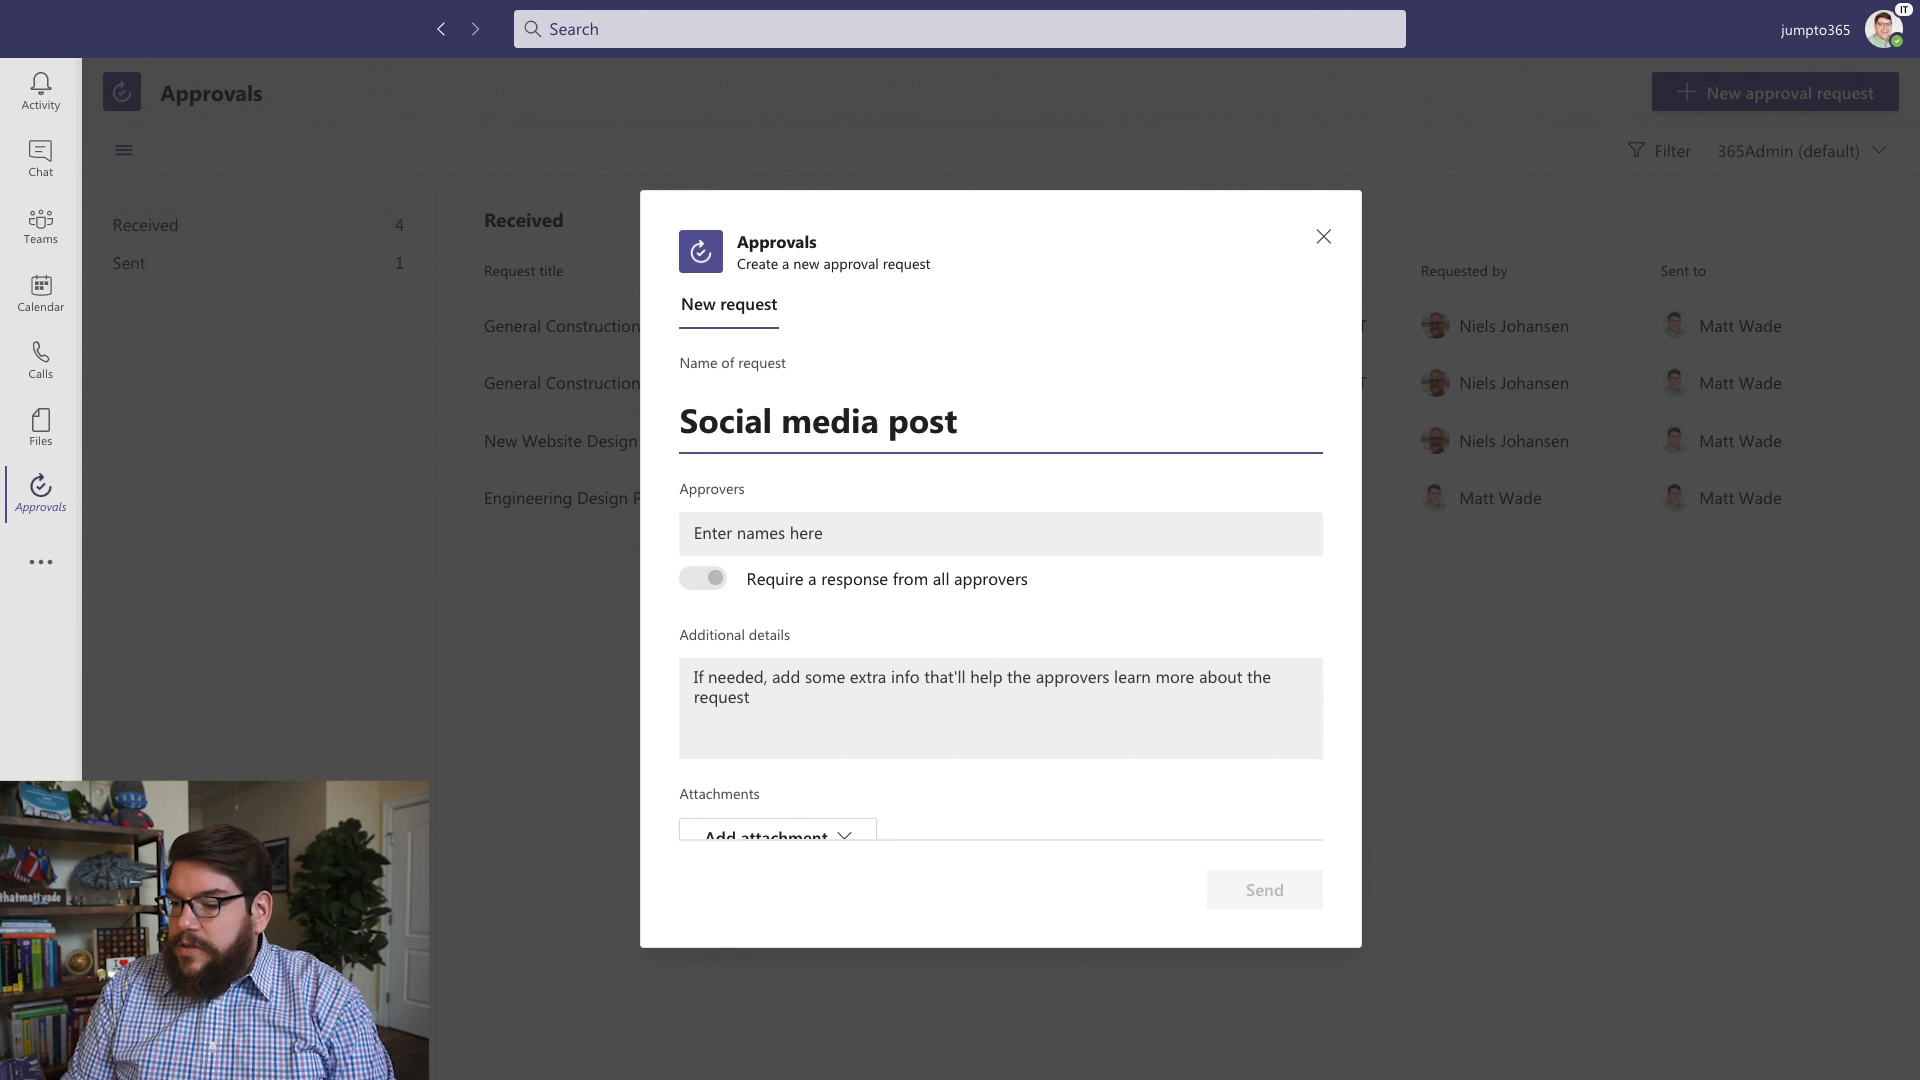 Search
jumpto365
IT
Activity
Chat
Teams
Calendar
Calls
Files
Approvals
Approvals
New approval request
Filter
365Admin (default)
Received 4
Sent 1
Received
Request title
Requested by
Sent to
General Construction
Niels Johansen
Matt Wade
General Construction
Niels Johansen
Matt Wade
New Website Design
Niels Johansen
Matt Wade
Engineering Design P
Matt Wade
Matt Wade
Approvals
Create a new approval request
New request
Name of request
Social media post
Approvers
Enter names here
Require a response from all approvers
Additional details
If needed, add some extra info that'll help the approvers learn more about the
request
Attachments
Add attachment
Send
thatmattwade